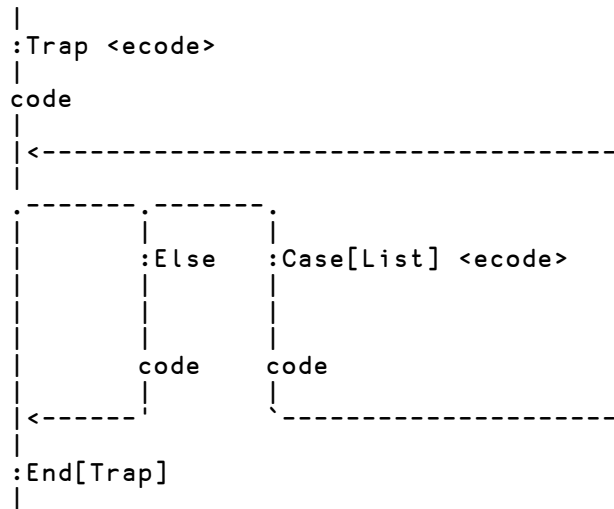 |
:Trap <ecode>
|
code
|
|<------------------------------------
|
.-------.-------.
|       |       |
|       :Else   :Case[List] <ecode>
|       |       |
|       |       |
|       |       |
|       code    code
|       |       |
|<------'       `---------------------
|
:End[Trap]
|